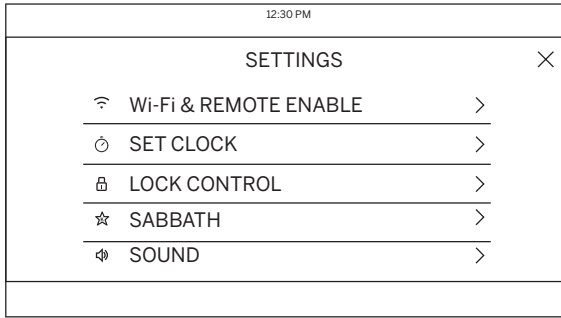 12:30 PM
SETTINGS
Wi-Fi & REMOTE ENABLE
SET CLOCK
LOCK CONTROL
SABBATH
SOUND